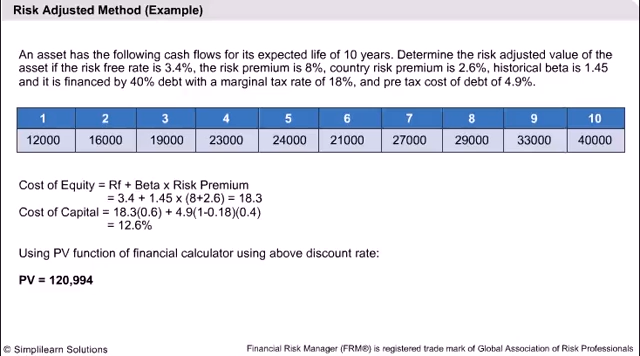 Risk Adjusted Method (Example)
An asset has the following cash flows for its expected life of 10 years. Determine the risk adjusted value of the
asset if the risk free rate is 3.4%, the risk premium is 8%, country risk premium is 2.6%, historical beta is 1.45
and it is financed by 40% debt with a marginal tax rate of 18%, and pre tax cost of debt of 4.9%.
1 2 3 4 5 6 7 8 9 10
12000 16000 19000 23000 24000 21000 27000 29000 33000 40000
Cost of Equity = Rf + Beta x Risk Premium
= 3.4 + 1.45 x (8+2.6) = 18.3
Cost of Capital = 18.3(0.6) + 4.9(1-0.18)(0.4)
= 12.6%
Using PV function of financial calculator using above discount rate:
PV = 120,994
© Simplilearn Solutions
Financial Risk Manager (FRM®) is registered trade mark of Global Association of Risk Professionals